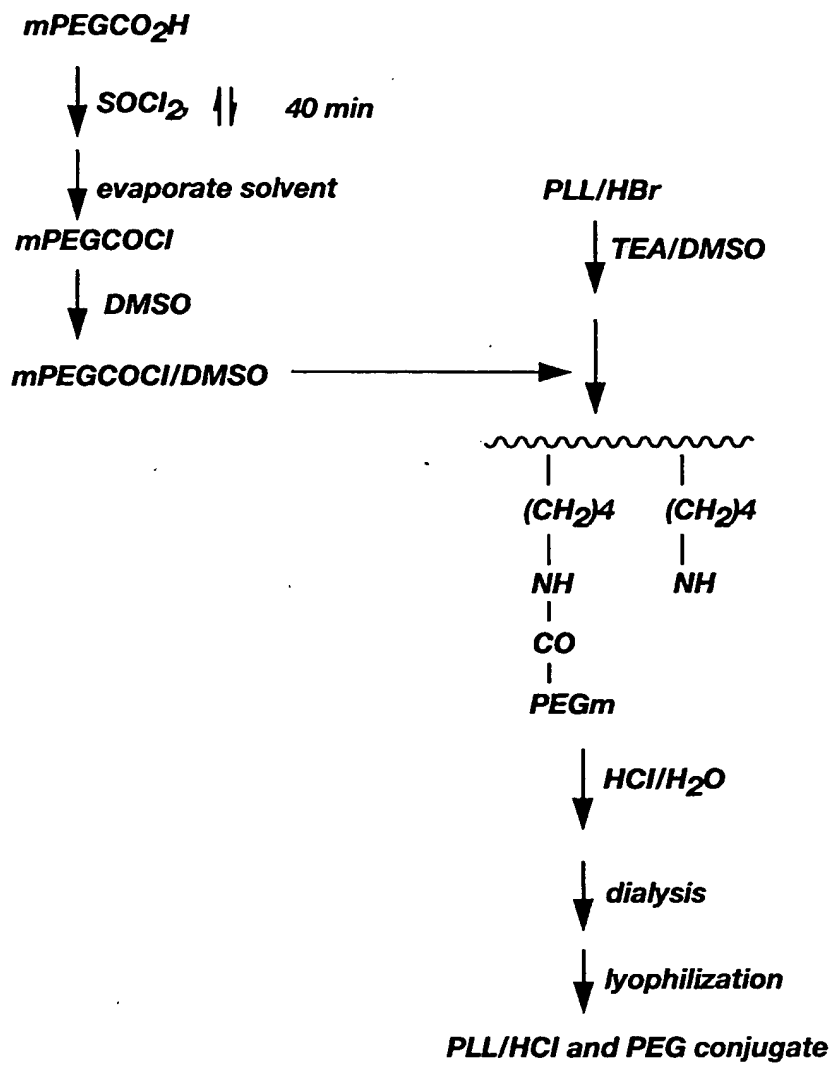 mPEGCO2H
SOCl2, 40 min
evaporate solvent
mPEGCOCl
DMSO
mPEGCOCl/DMSO
PLL/HBr
TEA/DMSO
(CH2)4 (CH2)4
NH NH
CO
PEGm
HCl/H2O
dialysis
lyophilization
PLL/HCl and PEG conjugate